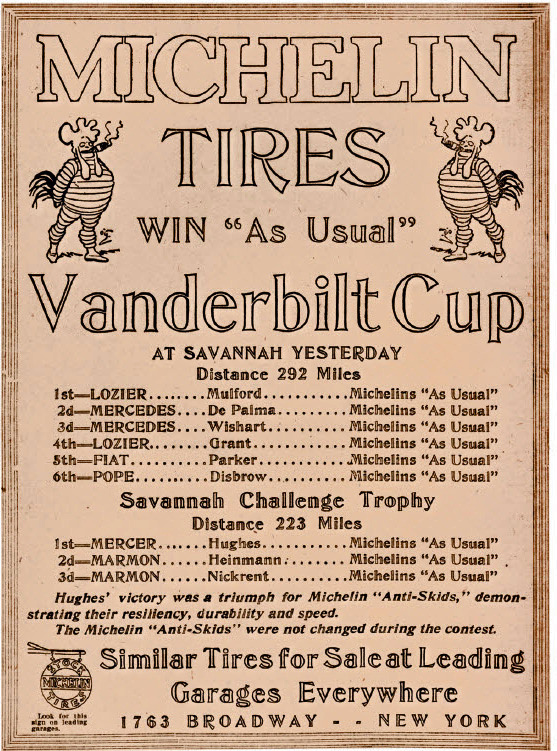 MICHELIN
TIRES
WIN "As Usual"
Vanderbilt Cup
AT SAVANNAH YESTERDAY
Distance 292 Miles
1st—LOZIER........Mulford...........Michelins "As Usual"
2d—MERCEDES....De Palma..........Michelins "As Usual"
3d—MERCEDES....Wishart...........Michelins "As Usual"
4th—LOZIER........Grant.............Michelins "As Usual"
5th—FIAT..........Parker............Michelins "As Usual"
6th—POPE.........Disbrow...........Michelins "As Usual"
Savannah Challenge Trophy
Distance 223 Miles
1st—MERCER.......Hughes............Michelins "As Usual"
2d—MARMON......Heinmann..........Michelins "As Usual"
3d—MARMON......Nickrent..........Michelins "As Usual"
Hughes' victory was a triumph for Michelin "Anti-Skids," demon-
strating their resiliency, durability and speed.
The Michelin "Anti-Skids" were not changed during the contest.
STOCK
MICHELIN
TIRES
Look for this
sign on leading
garages.
Similar Tires for Sale at Leading
Garages Everywhere
1763 BROADWAY - - NEW YORK